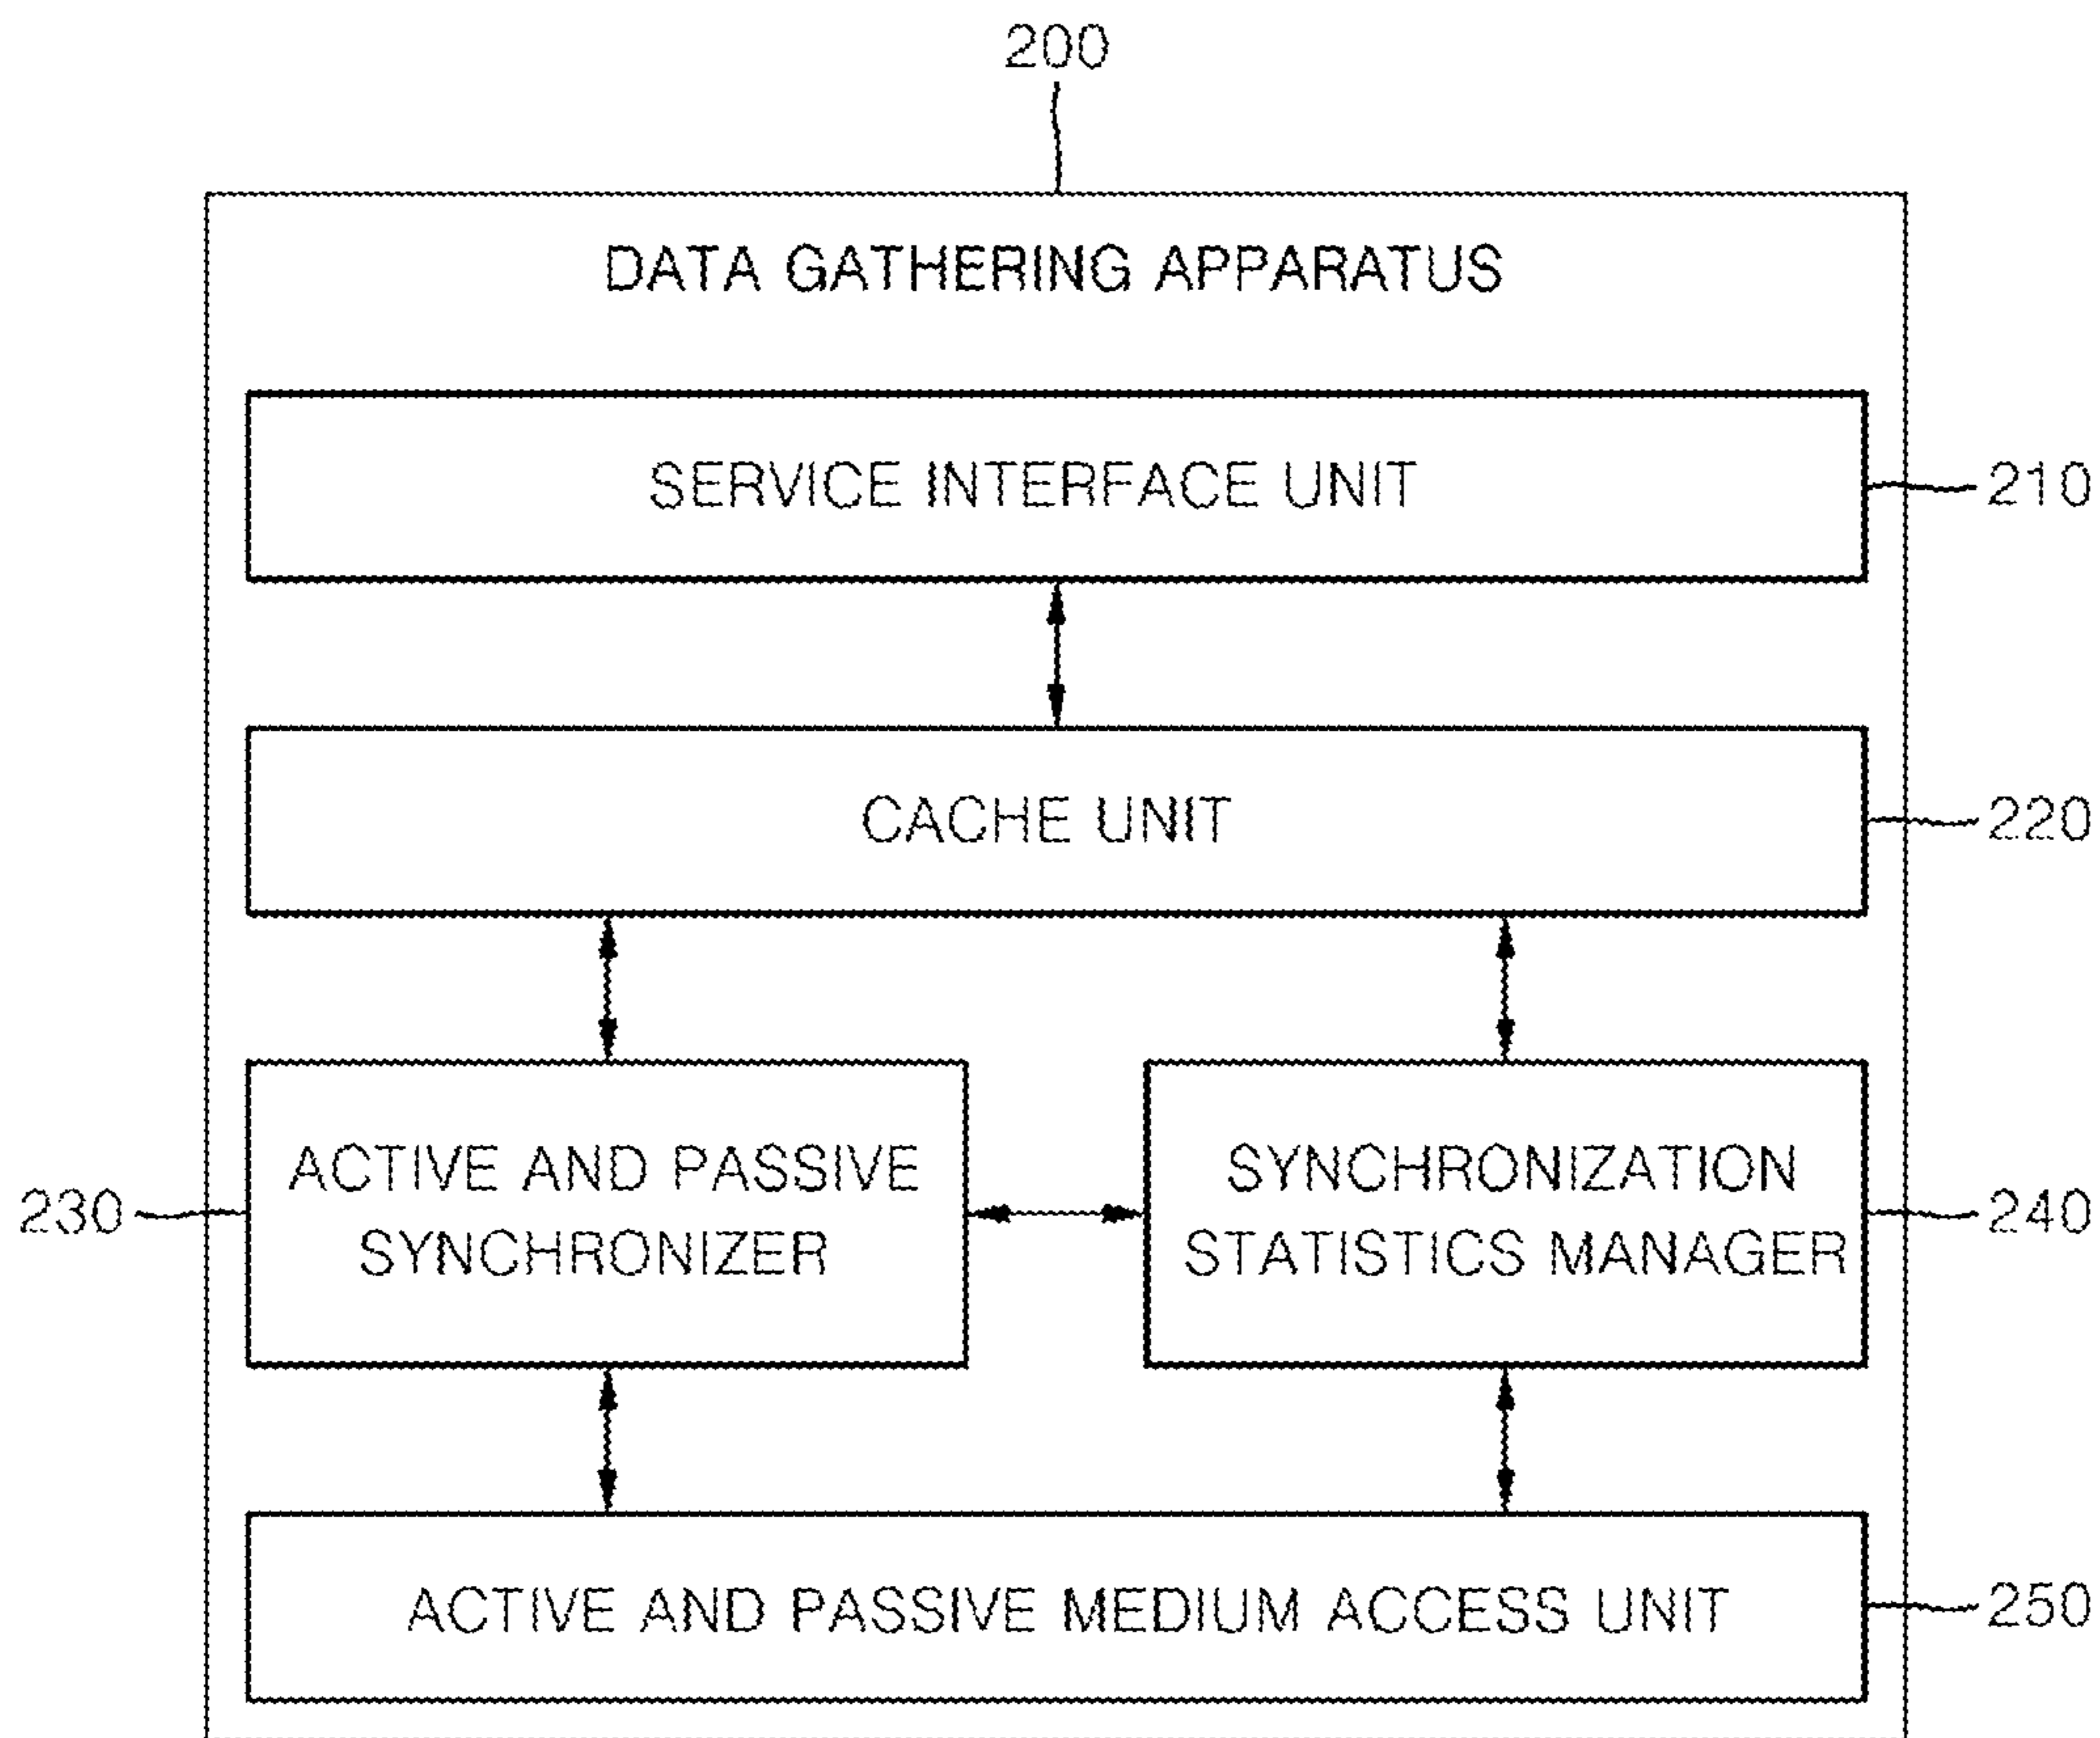 200
DATA GATHERING APPARATUS
SERVICE INTERFACE UNIT
210
CACHE UNIT
220
ACTIVE AND PASSIVE
SYNCHRONIZER
230
SYNCHRONIZATION
STATISTICS MANAGER
240
ACTIVE AND PASSIVE MEDIUM ACCESS UNIT
250